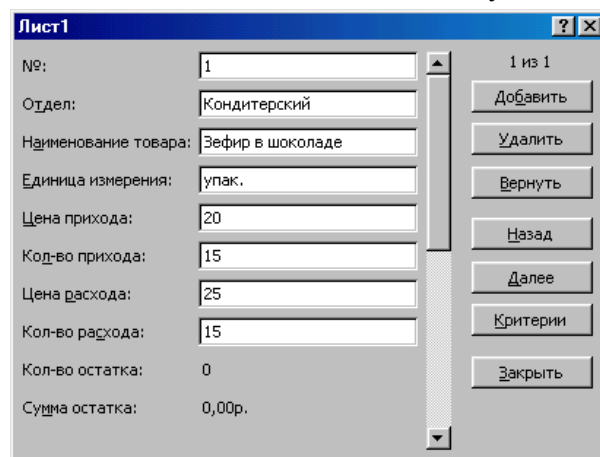 Лист1
№: 1
Отдел: Кондитерский
Наименование товара: Зефир в шоколаде
Единица измерения: упак.
Цена прихода: 20
Кол-во прихода: 15
Цена расхода: 25
Кол-во расхода: 15
Кол-во остатка: 0
Сумма остатка: 0,00р.
1 из 1
Добавить
Удалить
Вернуть
Назад
Далее
Критерии
Закрыть